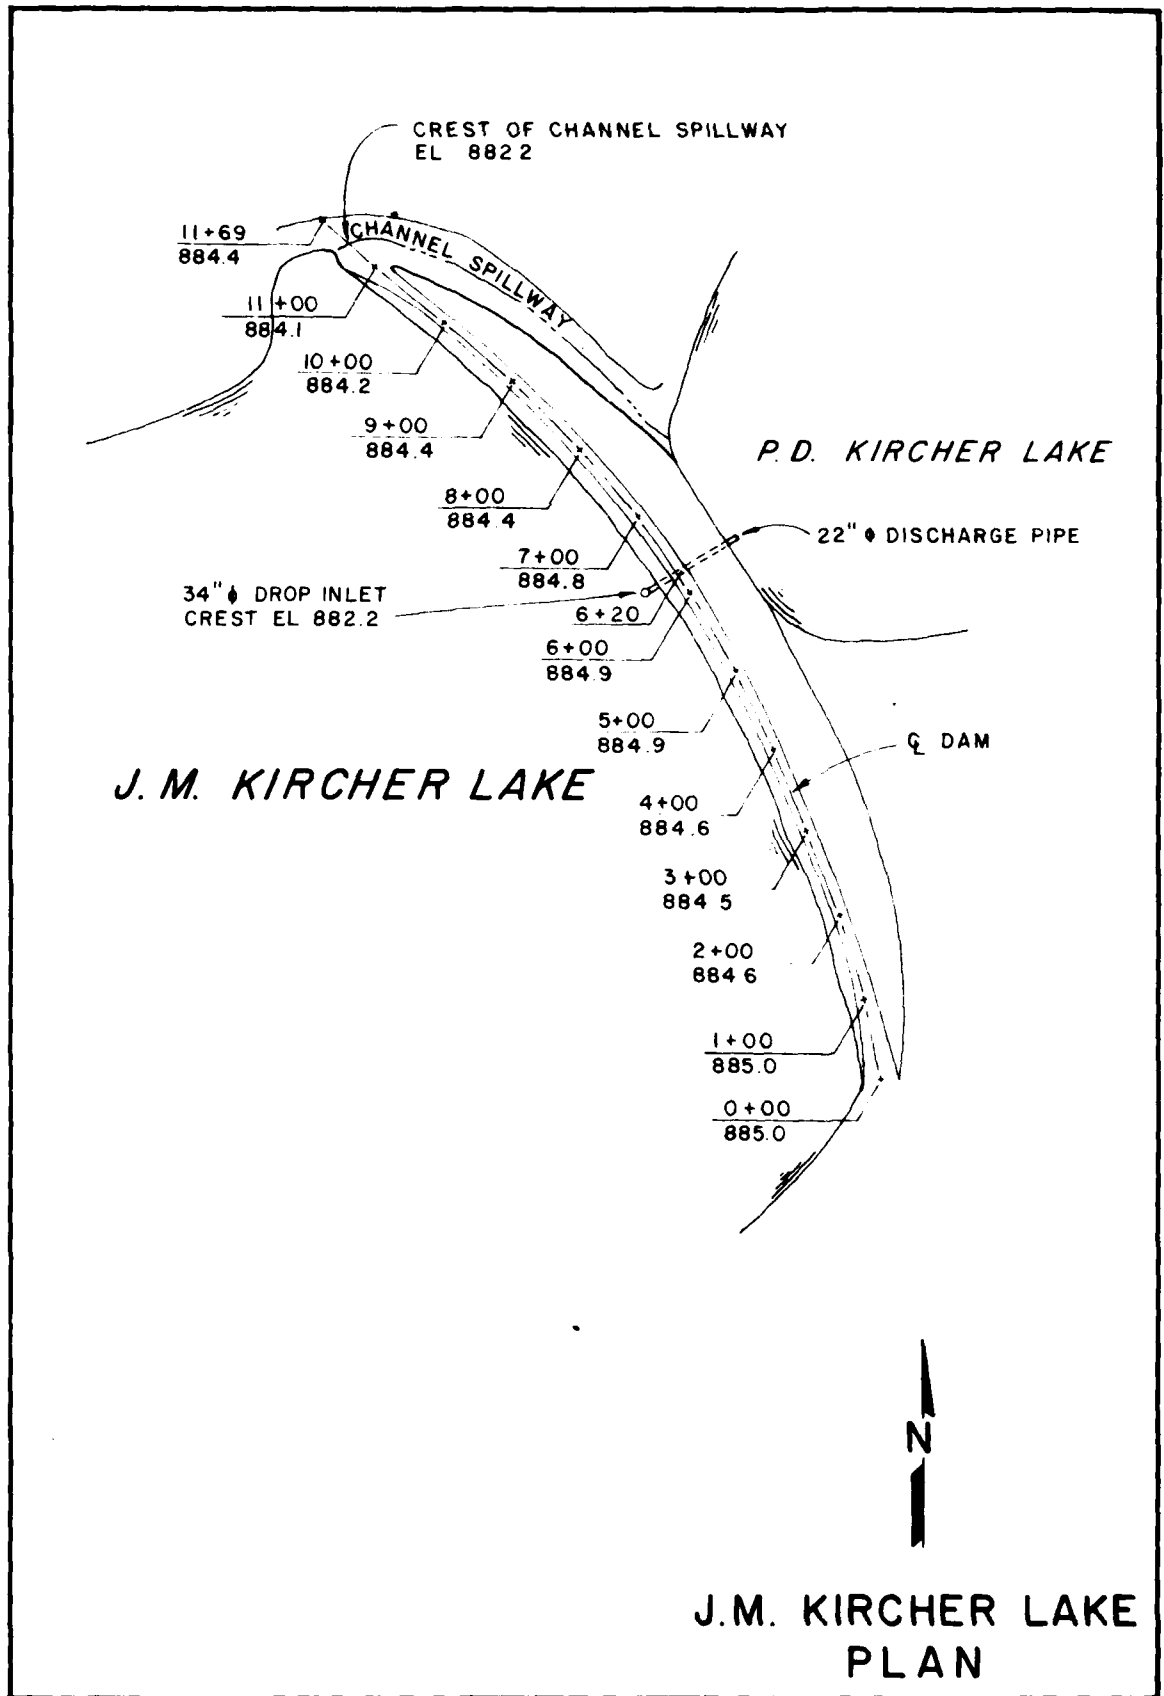 CREST OF CHANNEL SPILLWAY
EL 882 2
11+69
884.4
CHANNEL SPILLWAY
11+00
884.1
10+00
884.2
9+00
884.4
P. D. KIRCHER LAKE
8+00
884.4
22" ϕ DISCHARGE PIPE
7+00
884.8
34" ϕ DROP INLET
CREST EL 882.2
6+20
6+00
884.9
5+00
884.9
℄ DAM
J. M. KIRCHER LAKE
4+00
884.6
3+00
884 5
2+00
884 6
1+00
885.0
0+00
885.0
N
J.M. KIRCHER LAKE
PLAN